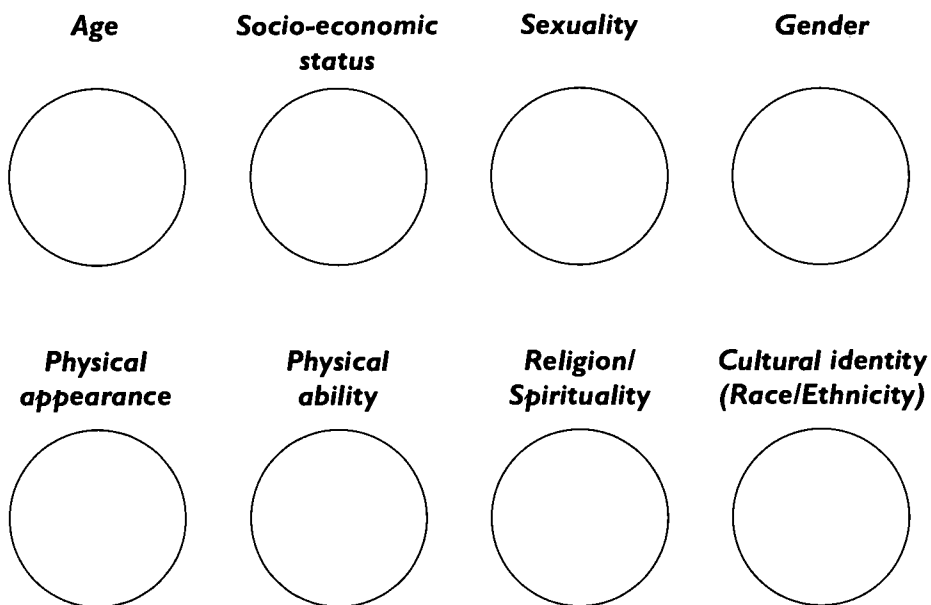 Age
Socio-economic
status
Sexuality
Gender
Physical
appearance
Physical
ability
Religion/
Spirituality
Cultural identity
(Race/Ethnicity)